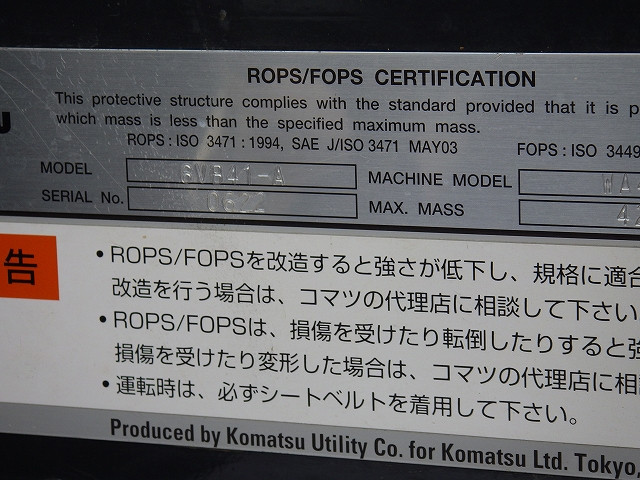 ROPS/FOPS CERTIFICATION
This protective structure complies with the standard provided that it is
which mass is less than the specified maximum mass.
ROPS : ISO 3471 : 1994, SAE J/ISO 3471 MAY03 FOPS : ISO 3449
MODEL 6VB41-A MACHINE MODEL WA4
SERIAL No. MAX. MASS 42
告
•ROPS/FOPSを改造すると強さが低下し、規格に適合
改造を行う場合は、コマツの代理店に相談して下さい。
•ROPS/FOPSは、損傷を受けたり転倒したりすると強
損傷を受けたり変形した場合は、コマツの代理店に相談
•運転時は、必ずシートベルトを着用して下さい。
Produced by Komatsu Utility Co. for Komatsu Ltd. Tokyo,